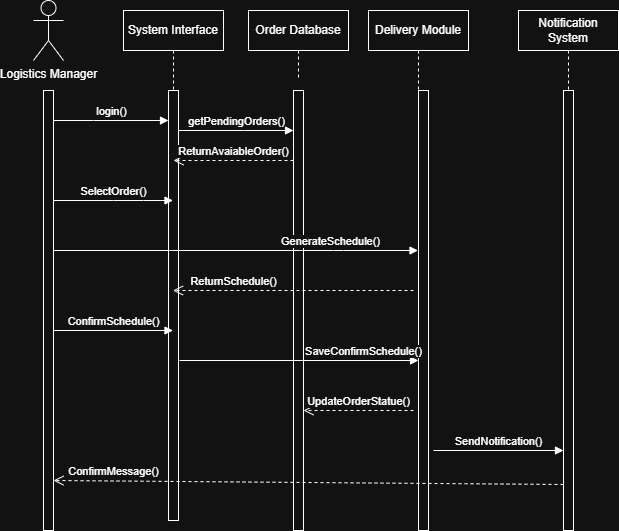 Logistics Manager
System Interface
Order Database
Delivery Module
Notification
System
login()
getPendingOrders()
ReturnAvaiableOrder()
SelectOrder()
GenerateSchedule()
ReturnSchedule()
ConfirmSchedule()
SaveConfirmSchedule()
UpdateOrderStatue()
SendNotification()
ConfirmMessage()